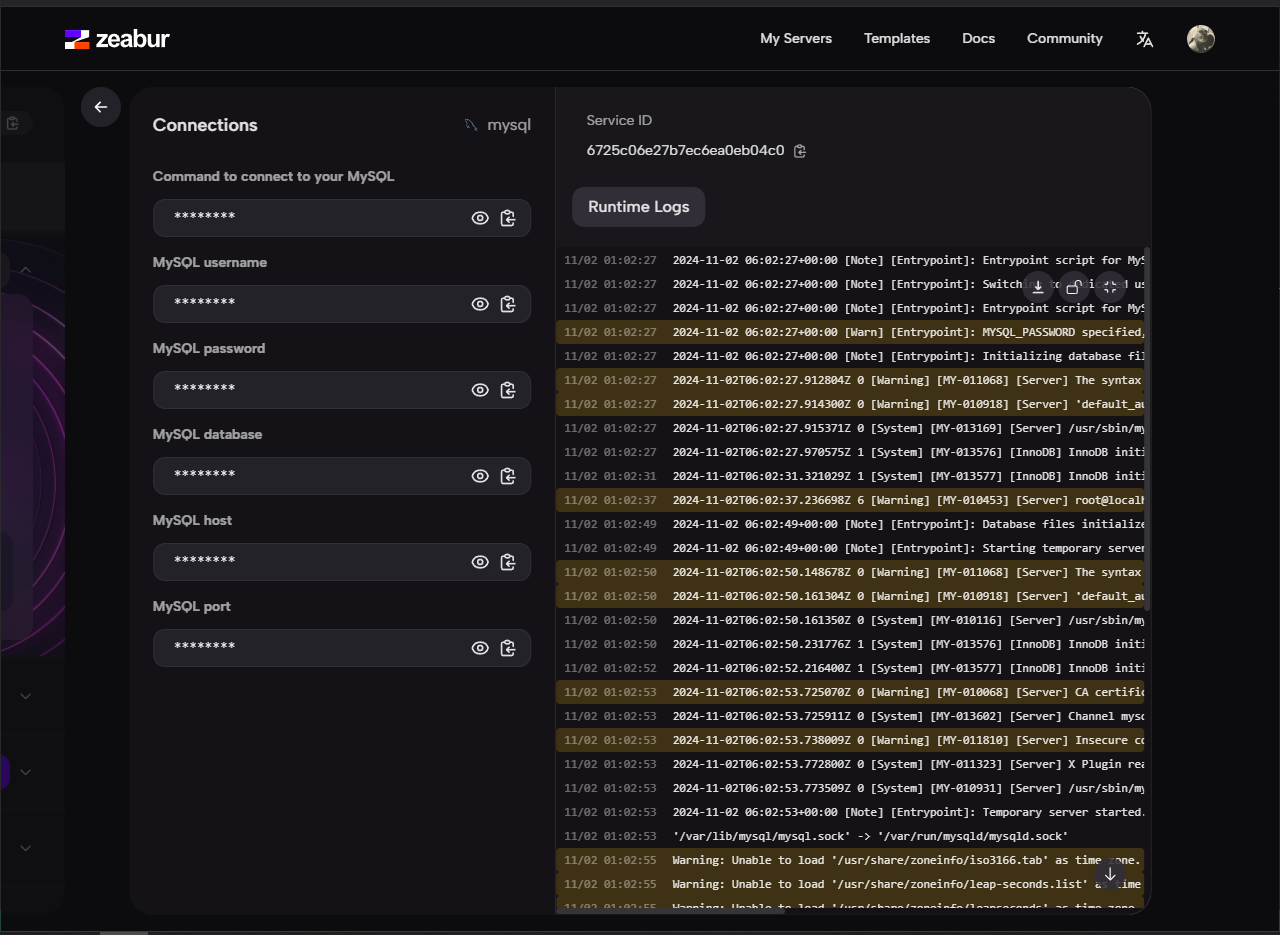 zeabur
My Servers
Templates
Docs
Community
Connections
mysql
Command to connect to your MySQL
********
MySQL username
********
MySQL password
********
MySQL database
********
MySQL host
********
MySQL port
********
Service ID
6725c06e27b7ec6ea0eb04c0
Runtime Logs
11/02 01:02:27 2024-11-02 06:02:27+00:00 [Note] [Entrypoint]: Entrypoint script for MyS
11/02 01:02:27 2024-11-02 06:02:27+00:00 [Note] [Entrypoint]: Switching to dedicated us
11/02 01:02:27 2024-11-02 06:02:27+00:00 [Note] [Entrypoint]: Entrypoint script for MyS
11/02 01:02:27 2024-11-02 06:02:27+00:00 [Warn] [Entrypoint]: MYSQL_PASSWORD specified,
11/02 01:02:27 2024-11-02 06:02:27+00:00 [Note] [Entrypoint]: Initializing database fil
11/02 01:02:27 2024-11-02T06:02:27.912804Z 0 [Warning] [MY-011068] [Server] The syntax
11/02 01:02:27 2024-11-02T06:02:27.914300Z 0 [Warning] [MY-010918] [Server] 'default_au
11/02 01:02:27 2024-11-02T06:02:27.915371Z 0 [System] [MY-013169] [Server] /usr/sbin/my
11/02 01:02:27 2024-11-02T06:02:27.970575Z 1 [System] [MY-013576] [InnoDB] InnoDB initi
11/02 01:02:31 2024-11-02T06:02:31.321029Z 1 [System] [MY-013577] [InnoDB] InnoDB initi
11/02 01:02:37 2024-11-02T06:02:37.236698Z 6 [Warning] [MY-010453] [Server] root@localh
11/02 01:02:49 2024-11-02 06:02:49+00:00 [Note] [Entrypoint]: Database files initialize
11/02 01:02:49 2024-11-02 06:02:49+00:00 [Note] [Entrypoint]: Starting temporary server
11/02 01:02:50 2024-11-02T06:02:50.148678Z 0 [Warning] [MY-011068] [Server] The syntax
11/02 01:02:50 2024-11-02T06:02:50.161304Z 0 [Warning] [MY-010918] [Server] 'default_au
11/02 01:02:50 2024-11-02T06:02:50.161350Z 0 [System] [MY-010116] [Server] /usr/sbin/my
11/02 01:02:50 2024-11-02T06:02:50.231776Z 1 [System] [MY-013576] [InnoDB] InnoDB initi
11/02 01:02:52 2024-11-02T06:02:52.216400Z 1 [System] [MY-013577] [InnoDB] InnoDB initi
11/02 01:02:53 2024-11-02T06:02:53.725070Z 0 [Warning] [MY-010068] [Server] CA certific
11/02 01:02:53 2024-11-02T06:02:53.725911Z 0 [System] [MY-013602] [Server] Channel mysq
11/02 01:02:53 2024-11-02T06:02:53.738009Z 0 [Warning] [MY-011810] [Server] Insecure co
11/02 01:02:53 2024-11-02T06:02:53.772800Z 0 [System] [MY-011323] [Server] X Plugin rea
11/02 01:02:53 2024-11-02T06:02:53.773509Z 0 [System] [MY-010931] [Server] /usr/sbin/my
11/02 01:02:53 2024-11-02 06:02:53+00:00 [Note] [Entrypoint]: Temporary server started.
11/02 01:02:53 '/var/lib/mysql/mysql.sock' -> '/var/run/mysqld/mysqld.sock'
11/02 01:02:55 Warning: Unable to load '/usr/share/zoneinfo/iso3166.tab' as time zone.
11/02 01:02:55 Warning: Unable to load '/usr/share/zoneinfo/leap-seconds.list' as time
11/02 01:02:55 Warning: Unable to load '/usr/share/zoneinfo/leapseconds' as time zone.